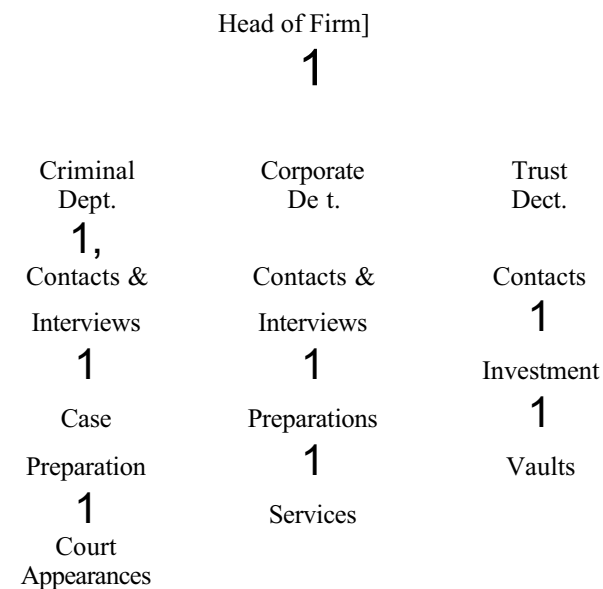 Head of Firm]
1
Criminal Corporate Trust
Dept. De t. Dect.
1,
Contacts & Contacts & Contacts
Interviews Interviews 1
1 1 Investment
Case Preparations 1
Preparation 1 Vaults
1 Services
Court
Appearances